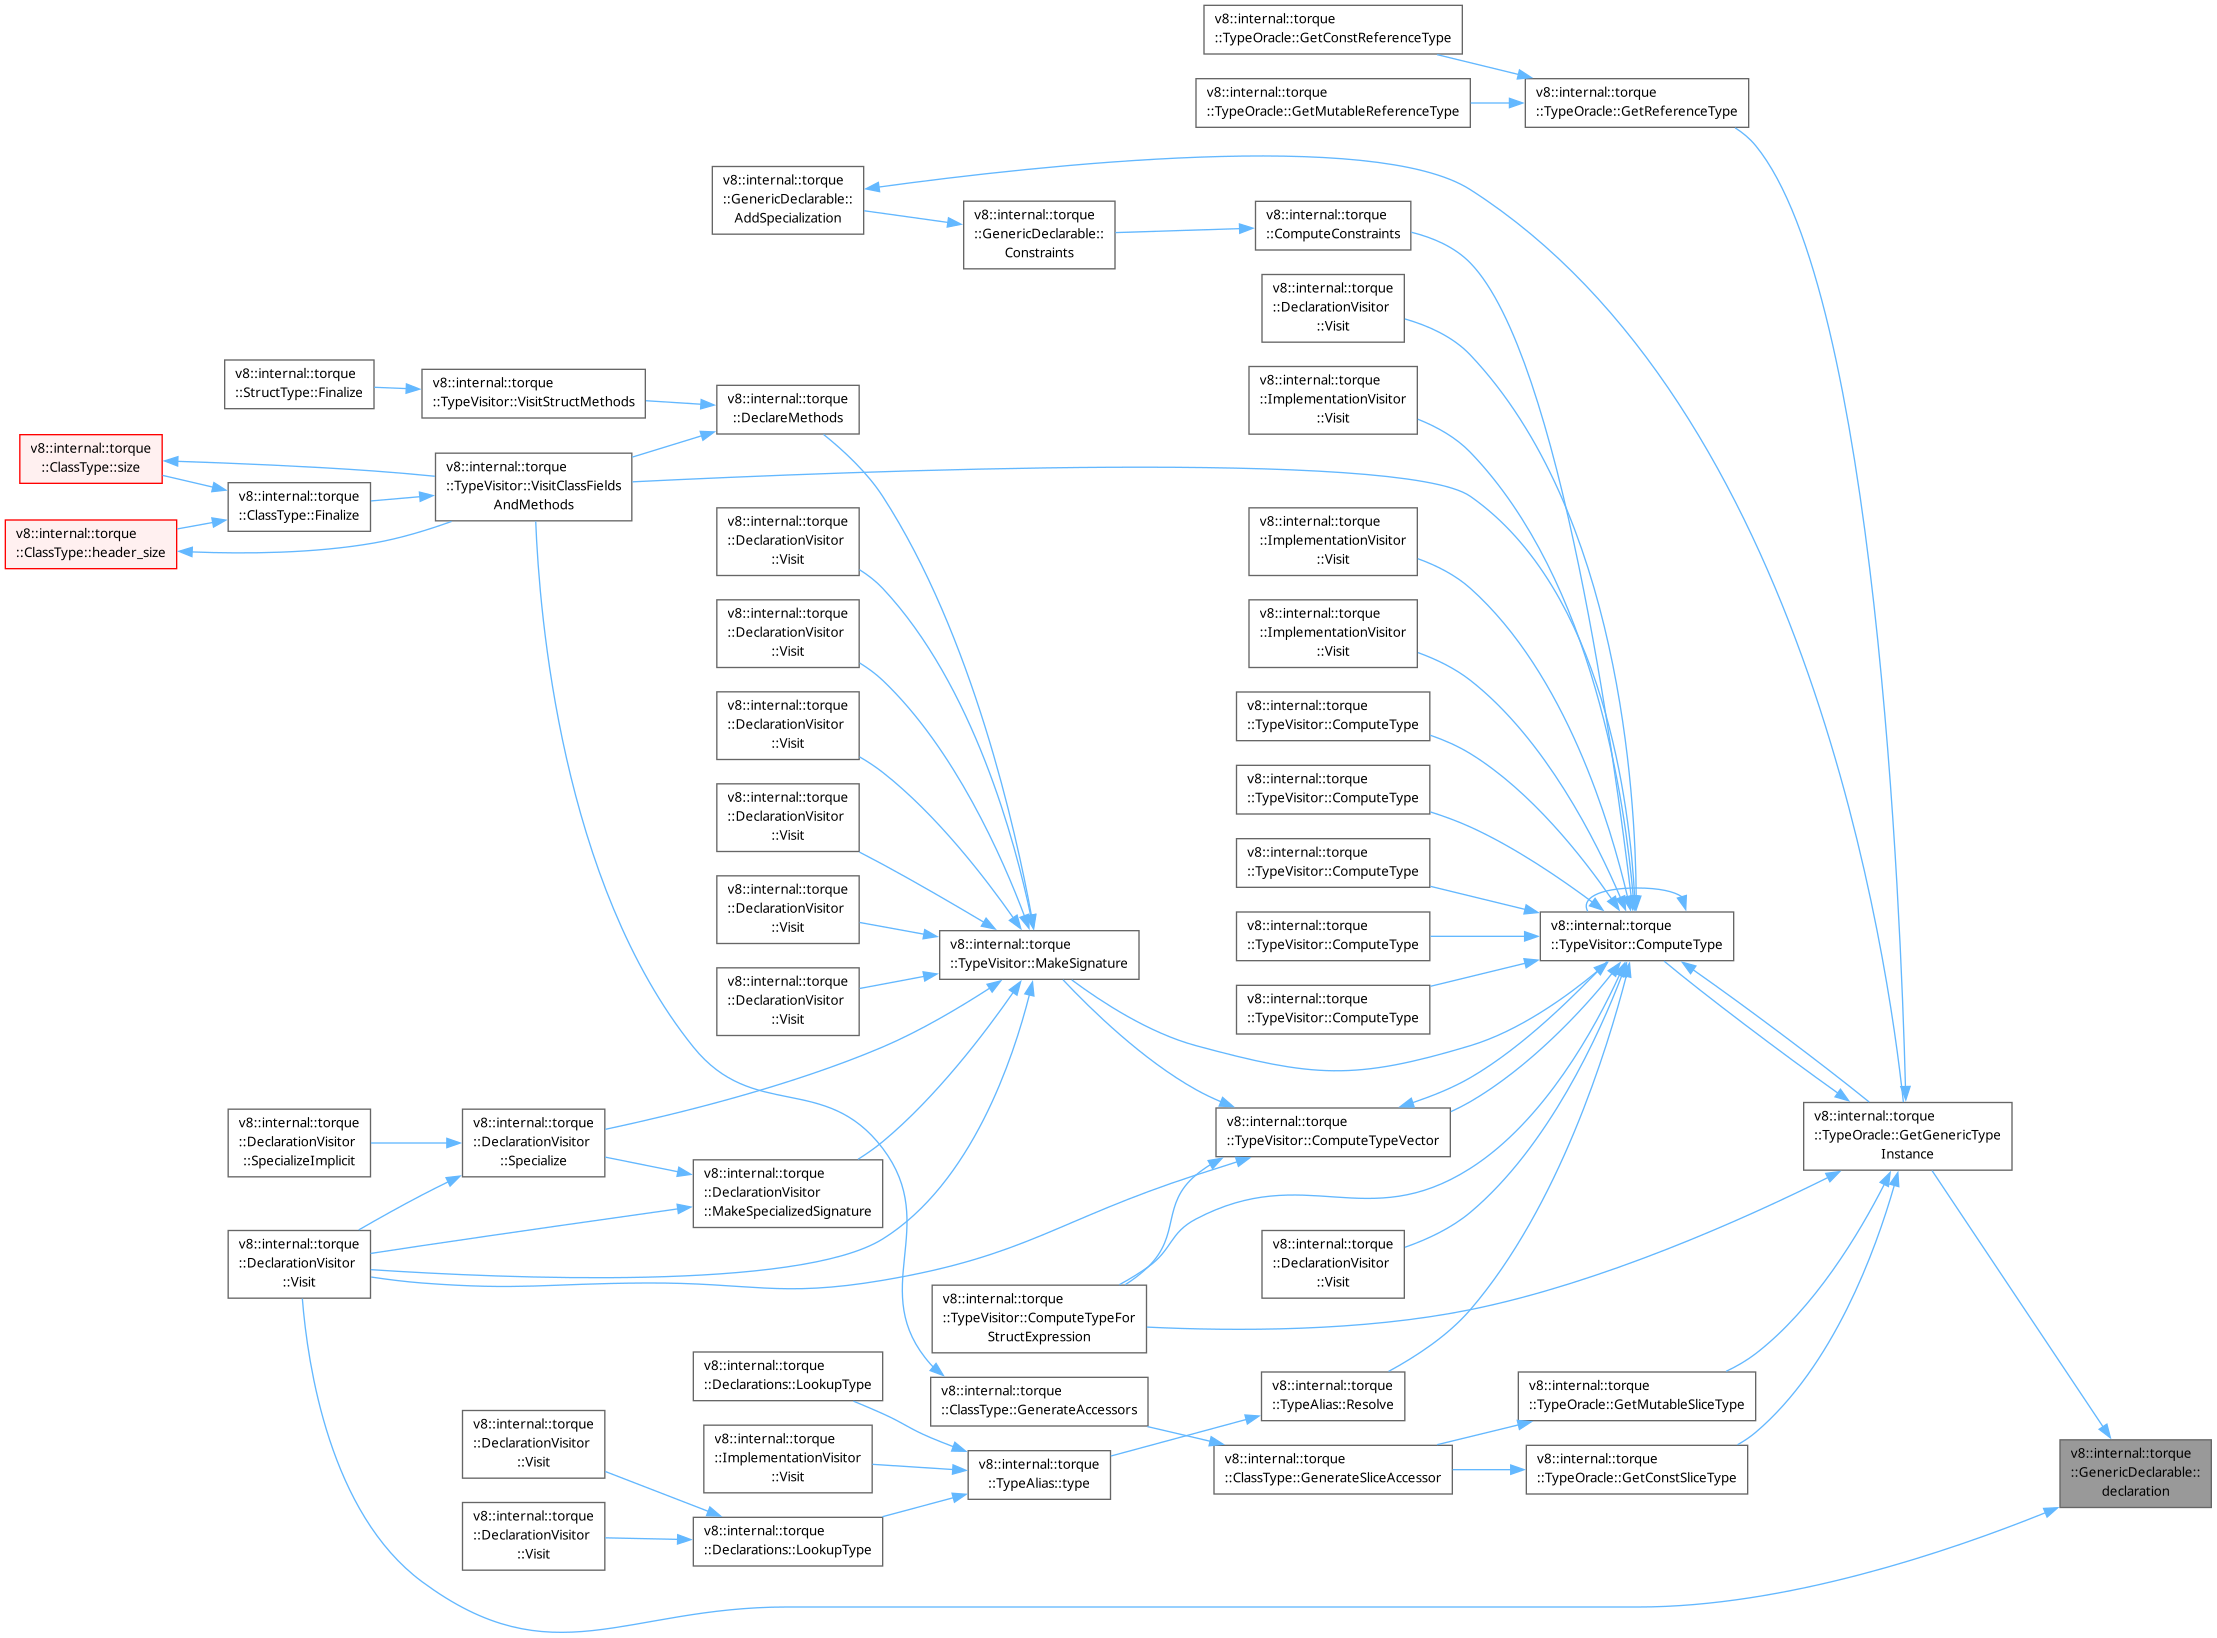 v8::internal::torque
::TypeOracle::GetConstReferenceType
v8::internal::torque
::TypeOracle::GetMutableReferenceType
v8::internal::torque
::TypeOracle::GetReferenceType
v8::internal::torque
::GenericDeclarable::
AddSpecialization
v8::internal::torque
::GenericDeclarable::
Constraints
v8::internal::torque
::ComputeConstraints
v8::internal::torque
::DeclarationVisitor
::Visit
v8::internal::torque
::StructType::Finalize
v8::internal::torque
::TypeVisitor::VisitStructMethods
v8::internal::torque
::DeclareMethods
v8::internal::torque
::ImplementationVisitor
::Visit
v8::internal::torque
::ClassType::size
v8::internal::torque
::ClassType::Finalize
v8::internal::torque
::TypeVisitor::VisitClassFields
AndMethods
v8::internal::torque
::ClassType::header_size
v8::internal::torque
::DeclarationVisitor
::Visit
v8::internal::torque
::ImplementationVisitor
::Visit
v8::internal::torque
::DeclarationVisitor
::Visit
v8::internal::torque
::ImplementationVisitor
::Visit
v8::internal::torque
::DeclarationVisitor
::Visit
v8::internal::torque
::TypeVisitor::ComputeType
v8::internal::torque
::TypeVisitor::ComputeType
v8::internal::torque
::DeclarationVisitor
::Visit
v8::internal::torque
::TypeVisitor::ComputeType
v8::internal::torque
::DeclarationVisitor
::Visit
v8::internal::torque
::TypeVisitor::MakeSignature
v8::internal::torque
::TypeVisitor::ComputeType
v8::internal::torque
::TypeVisitor::ComputeType
v8::internal::torque
::DeclarationVisitor
::Visit
v8::internal::torque
::TypeVisitor::ComputeType
v8::internal::torque
::DeclarationVisitor
::SpecializeImplicit
v8::internal::torque
::DeclarationVisitor
::Specialize
v8::internal::torque
::DeclarationVisitor
::MakeSpecializedSignature
v8::internal::torque
::TypeVisitor::ComputeTypeVector
v8::internal::torque
::TypeOracle::GetGenericType
Instance
v8::internal::torque
::DeclarationVisitor
::Visit
v8::internal::torque
::DeclarationVisitor
::Visit
v8::internal::torque
::TypeVisitor::ComputeTypeFor
StructExpression
v8::internal::torque
::Declarations::LookupType
v8::internal::torque
::ClassType::GenerateAccessors
v8::internal::torque
::TypeAlias::Resolve
v8::internal::torque
::TypeOracle::GetMutableSliceType
v8::internal::torque
::DeclarationVisitor
::Visit
v8::internal::torque
::ImplementationVisitor
::Visit
v8::internal::torque
::TypeAlias::type
v8::internal::torque
::ClassType::GenerateSliceAccessor
v8::internal::torque
::TypeOracle::GetConstSliceType
v8::internal::torque
::GenericDeclarable::
declaration
v8::internal::torque
::DeclarationVisitor
::Visit
v8::internal::torque
::Declarations::LookupType